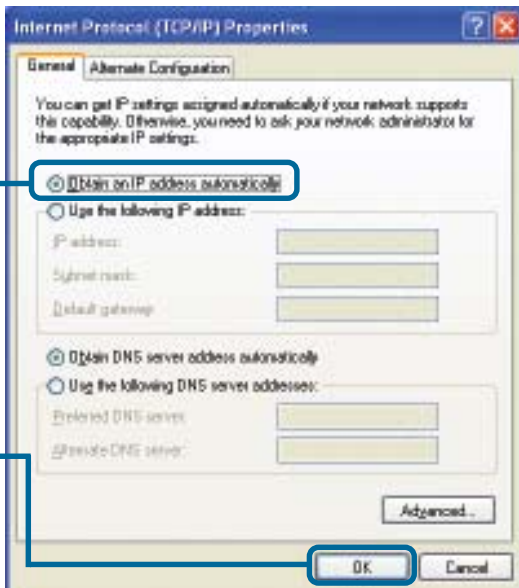 Internet Protocol (TCP/IP) Properties
General
Alternate Configuration
You can get IP settings assigned automatically if your network supports
this capability. Otherwise, you need to ask your network administrator for
the appropriate IP settings.
Obtain an IP address automatically
Use the following IP address:
IP address:
Subnet mask:
Default gateway:
Obtain DNS server address automatically
Use the following DNS server addresses:
Preferred DNS server:
Alternate DNS server:
Advanced...
OK
Cancel